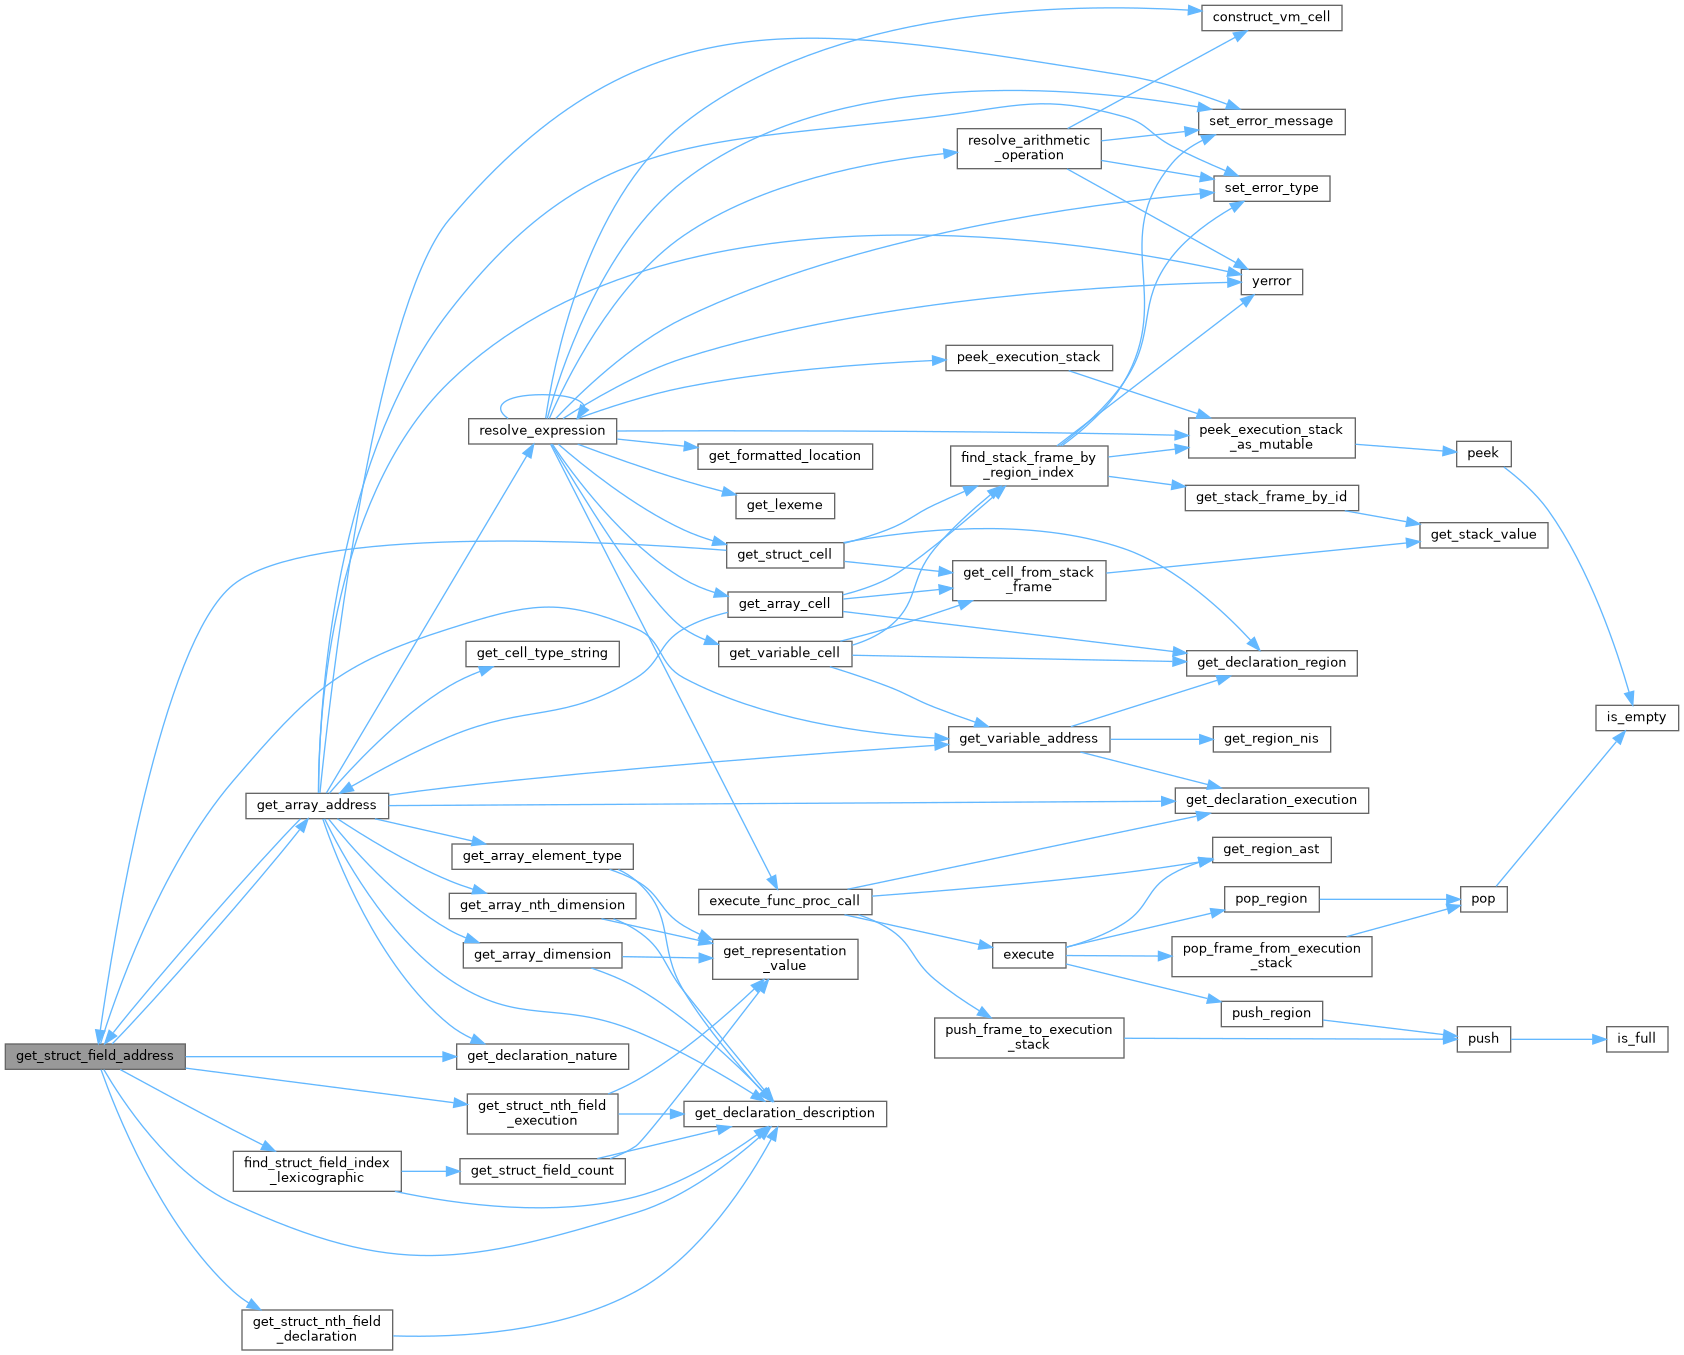 construct_vm_cell
set_error_message
resolve_arithmetic
_operation
set_error_type
yerror
peek_execution_stack
resolve_expression
peek_execution_stack
_as_mutable
get_formatted_location
find_stack_frame_by
_region_index
peek
get_lexeme
get_stack_frame_by_id
get_stack_value
get_struct_cell
get_cell_from_stack
_frame
get_array_cell
get_cell_type_string
get_variable_cell
get_declaration_region
is_empty
get_variable_address
get_region_nis
get_array_address
get_declaration_execution
get_array_element_type
get_region_ast
get_array_nth_dimension
execute_func_proc_call
pop_region
pop
get_array_dimension
get_representation
_value
execute
pop_frame_from_execution
_stack
push_region
push_frame_to_execution
_stack
push
is_full
get_struct_field_address
get_declaration_nature
get_struct_nth_field
_execution
get_declaration_description
find_struct_field_index
_lexicographic
get_struct_field_count
get_struct_nth_field
_declaration